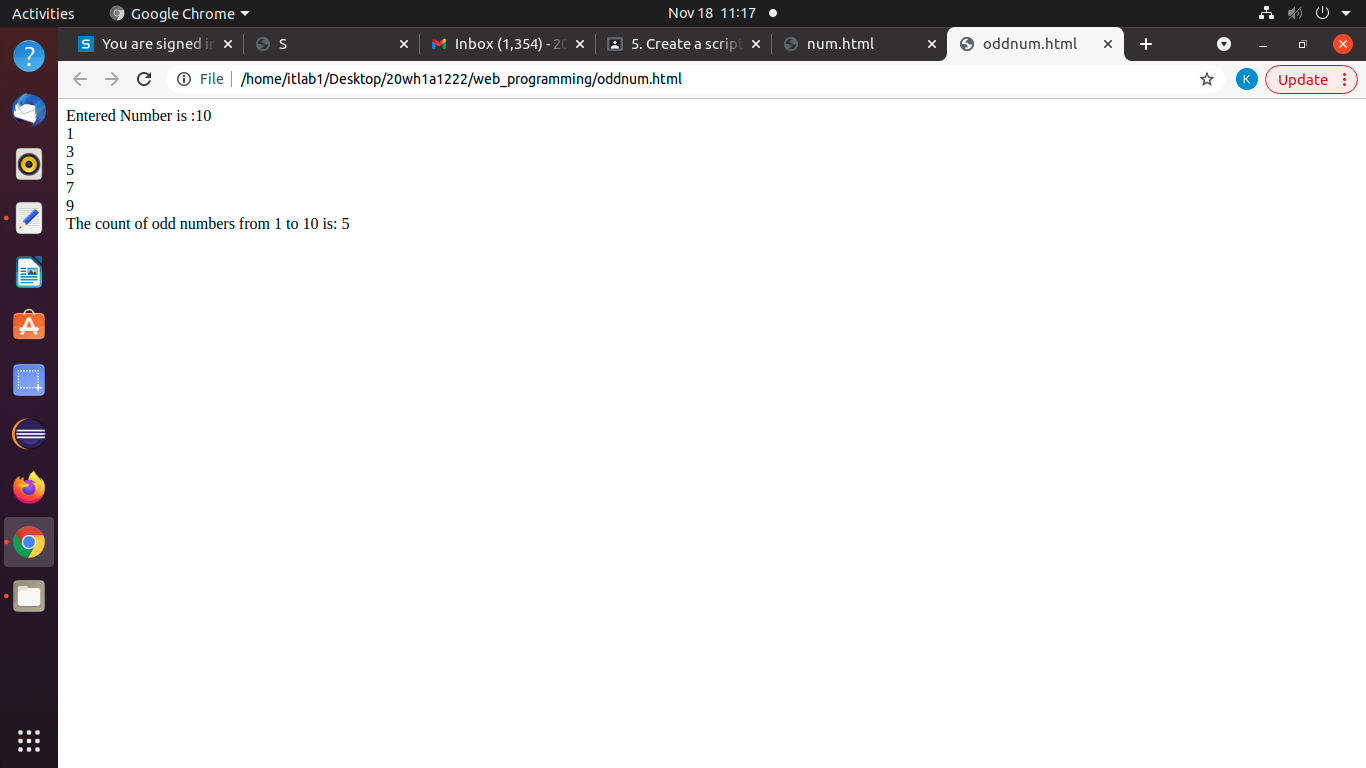 Activities Google Chrome Nov 18 11:17
You are signed in S Inbox (1,354) - 20 5. Create a script num.html oddnum.html
File /home/itlab1/Desktop/20wh1a1222/web_programming/oddnum.html K Update
Entered Number is :10
1
3
5
7
9
The count of odd numbers from 1 to 10 is: 5